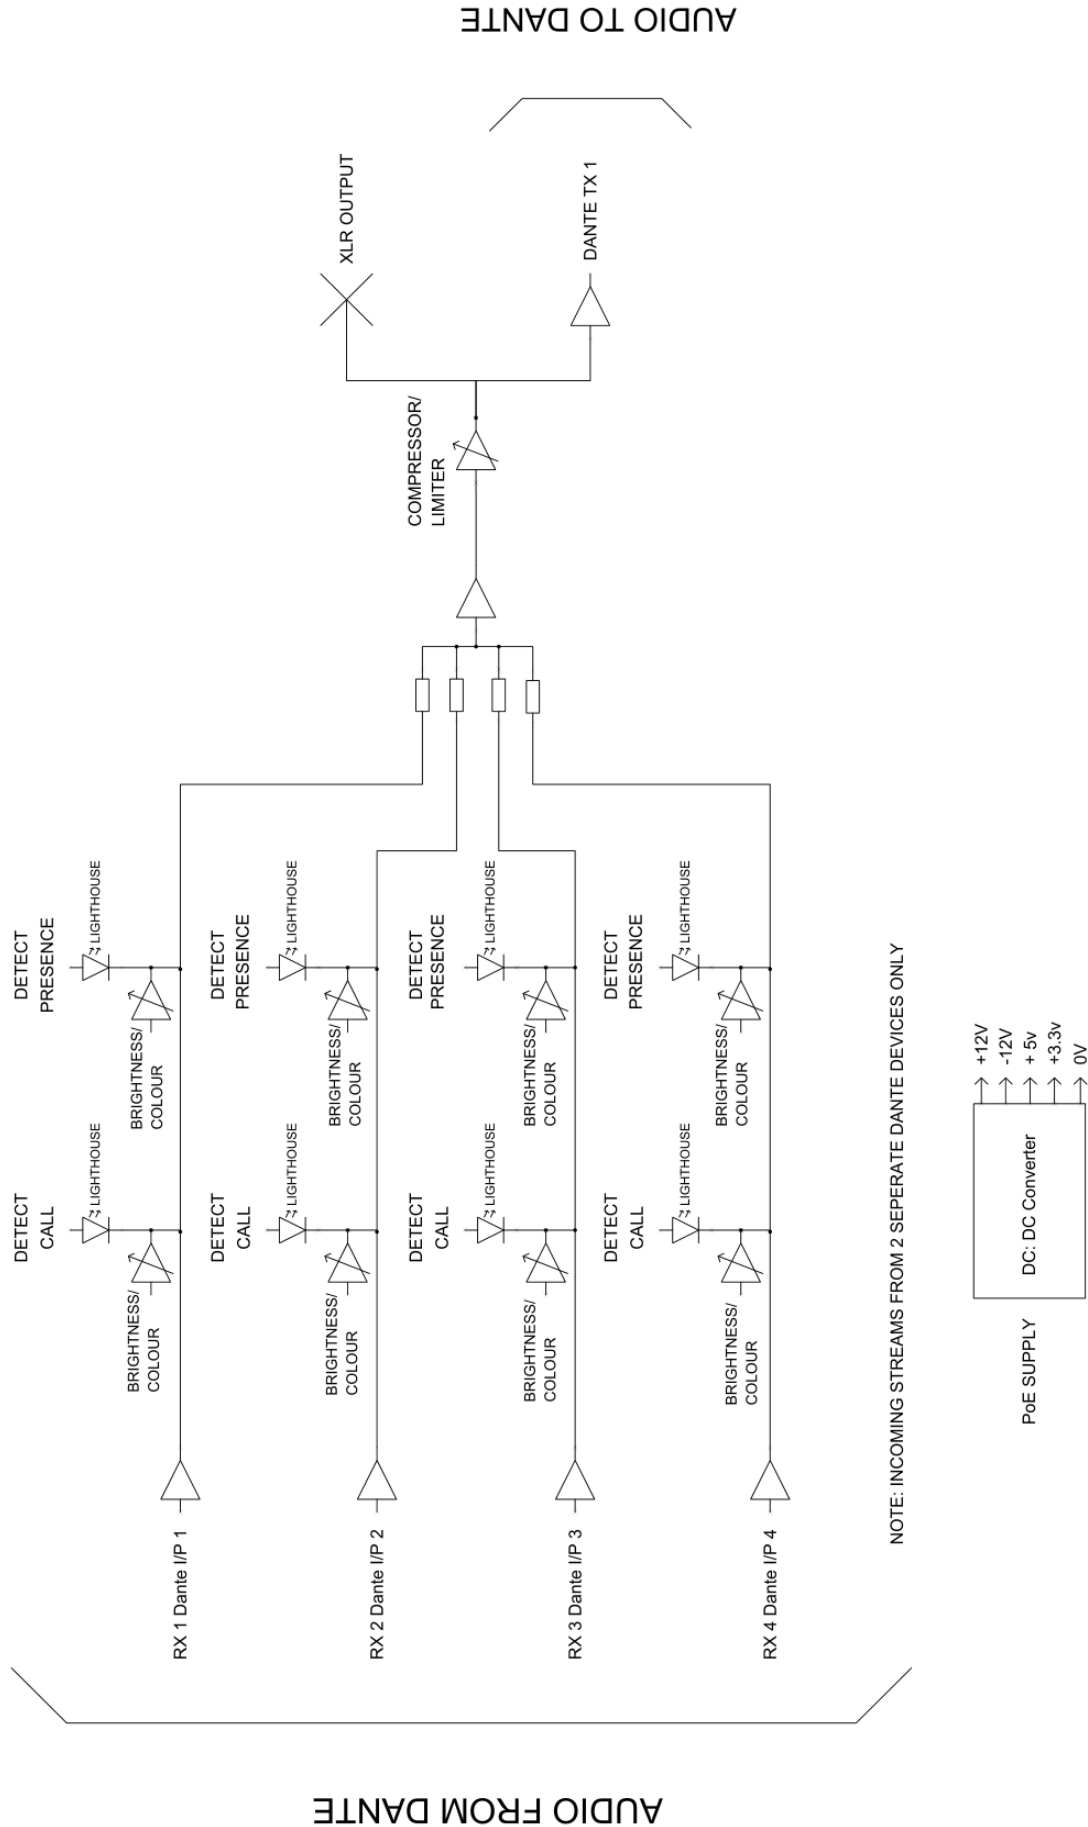 AUDIO FROM DANTE
AUDIO TO DANTE
DETECT
CALL
LIGHTHOUSE
BRIGHTNESS/
COLOUR
DETECT
PRESENCE
LIGHTHOUSE
BRIGHTNESS/
COLOUR
RX 1 Dante I/P 1
DETECT
CALL
LIGHTHOUSE
BRIGHTNESS/
COLOUR
DETECT
PRESENCE
LIGHTHOUSE
BRIGHTNESS/
COLOUR
RX 2 Dante I/P 2
DETECT
CALL
LIGHTHOUSE
BRIGHTNESS/
COLOUR
DETECT
PRESENCE
LIGHTHOUSE
BRIGHTNESS/
COLOUR
RX 3 Dante I/P 3
DETECT
CALL
LIGHTHOUSE
BRIGHTNESS/
COLOUR
DETECT
PRESENCE
LIGHTHOUSE
BRIGHTNESS/
COLOUR
RX 4 Dante I/P 4
COMPRESSOR/
LIMITER
XLR OUTPUT
DANTE TX 1
NOTE: INCOMING STREAMS FROM 2 SEPERATE DANTE DEVICES ONLY
PoE SUPPLY
DC: DC Converter
+12V
-12V
+ 5v
+3.3v
0V